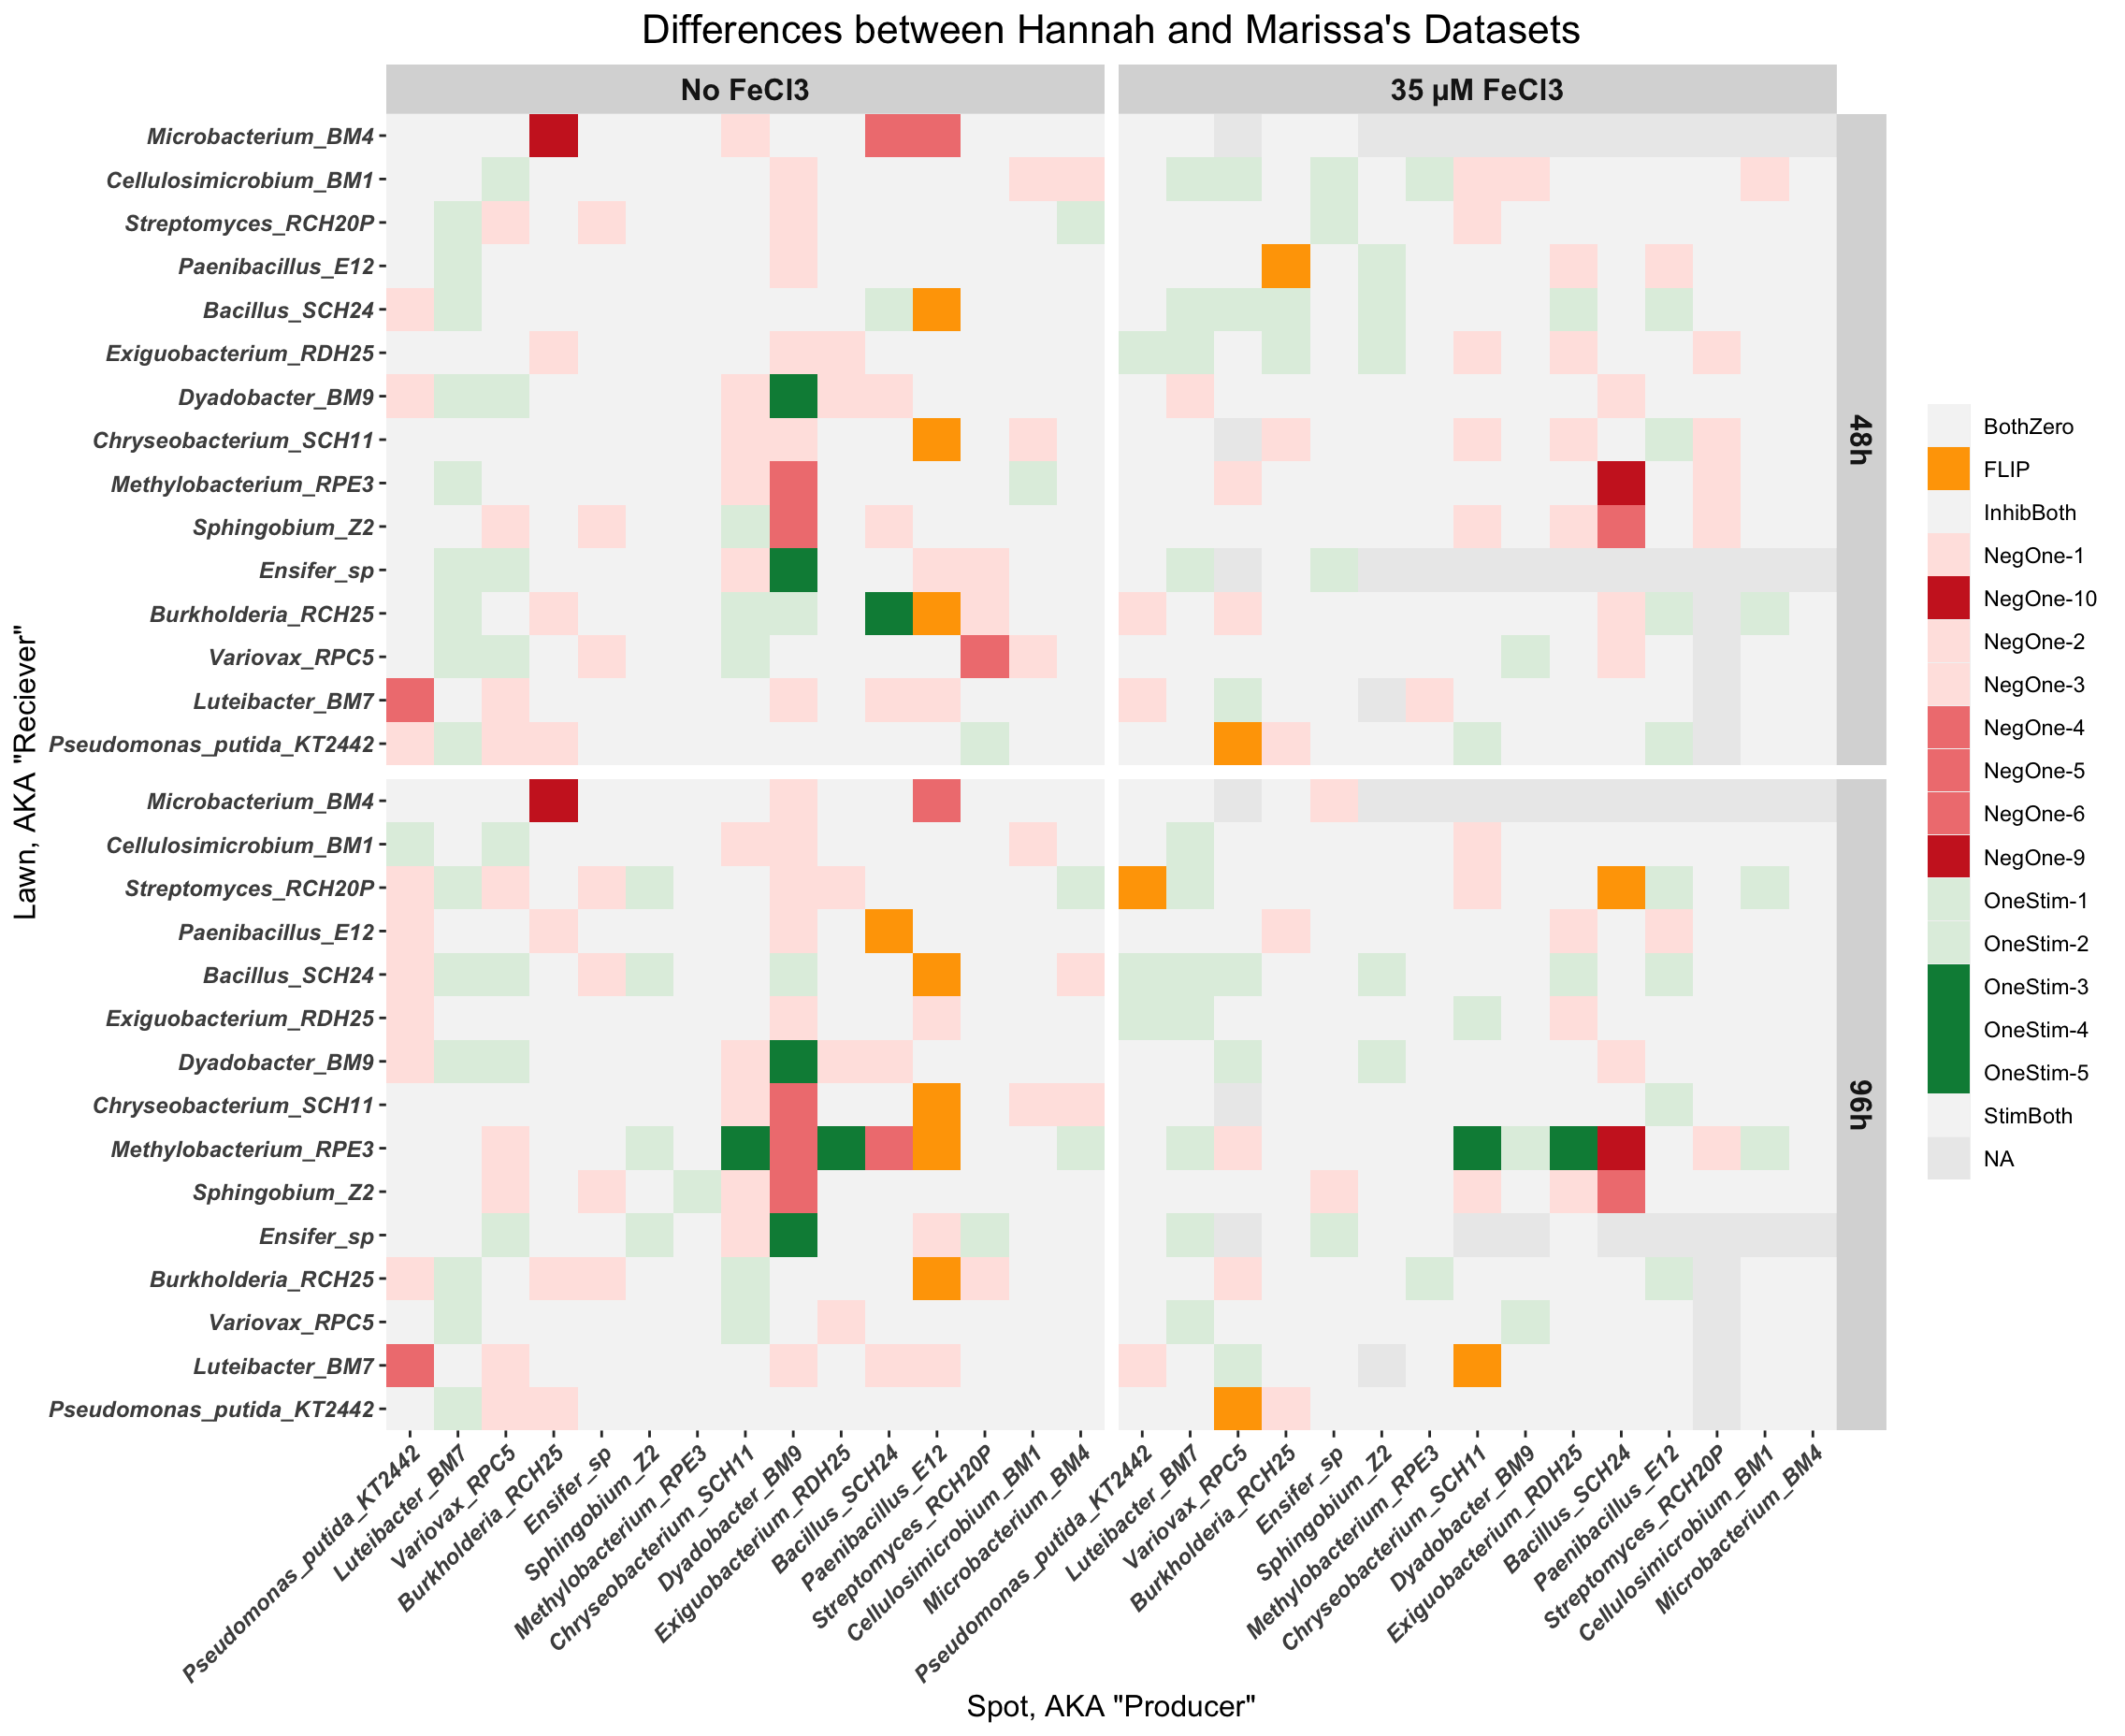 Differences between Hannah and Marissa's Datasets
No FeCl3
35 µM FeCl3
Lawn, AKA "Reciever"
Microbacterium_BM4
Cellulosimicrobium_BM1
Streptomyces_RCH20P
Paenibacillus_E12
Bacillus_SCH24
Exiguobacterium_RDH25
Dyadobacter_BM9
Chryseobacterium_SCH11
Methylobacterium_RPE3
Sphingobium_Z2
Ensifer_sp
Burkholderia_RCH25
Variovax_RPC5
Luteibacter_BM7
Pseudomonas_putida_KT2442
48h
Microbacterium_BM4
Cellulosimicrobium_BM1
Streptomyces_RCH20P
Paenibacillus_E12
Bacillus_SCH24
Exiguobacterium_RDH25
Dyadobacter_BM9
Chryseobacterium_SCH11
Methylobacterium_RPE3
Sphingobium_Z2
Ensifer_sp
Burkholderia_RCH25
Variovax_RPC5
Luteibacter_BM7
Pseudomonas_putida_KT2442
96h
Pseudomonas_putida_KT2442
Luteibacter_BM7
Variovax_RPC5
Burkholderia_RCH25
Ensifer_sp
Sphingobium_Z2
Methylobacterium_RPE3
Chryseobacterium_SCH11
Dyadobacter_BM9
Exiguobacterium_RDH25
Bacillus_SCH24
Paenibacillus_E12
Streptomyces_RCH20P
Cellulosimicrobium_BM1
Microbacterium_BM4
Pseudomonas_putida_KT2442
Luteibacter_BM7
Variovax_RPC5
Burkholderia_RCH25
Ensifer_sp
Sphingobium_Z2
Methylobacterium_RPE3
Chryseobacterium_SCH11
Dyadobacter_BM9
Exiguobacterium_RDH25
Bacillus_SCH24
Paenibacillus_E12
Streptomyces_RCH20P
Cellulosimicrobium_BM1
Microbacterium_BM4
Spot, AKA "Producer"
BothZero
FLIP
InhibBoth
NegOne-1
NegOne-10
NegOne-2
NegOne-3
NegOne-4
NegOne-5
NegOne-6
NegOne-9
OneStim-1
OneStim-2
OneStim-3
OneStim-4
OneStim-5
StimBoth
NA